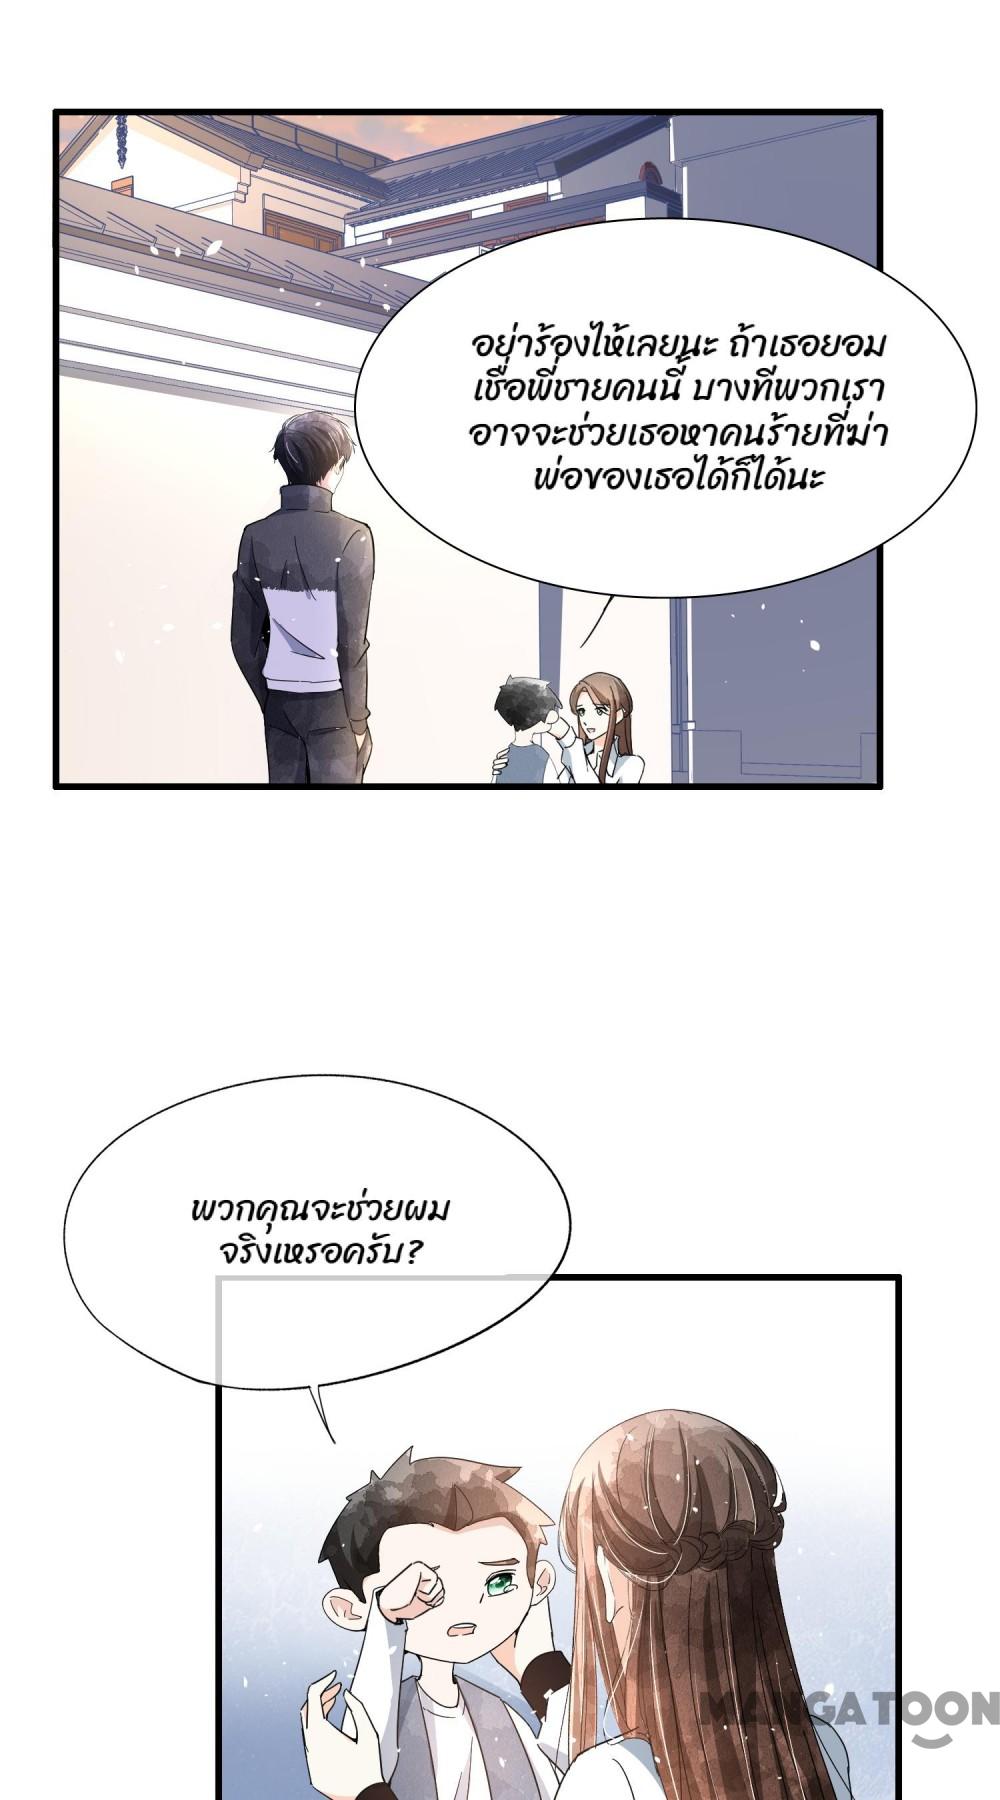 อย่าร้องไห้เลยนะ ถ้าเธอยอม
เชื่อพี่ชายคนนี้ บางทีพวกเรา
อาจจะช่วยเธอหาคนร้ายที่ฆ่า
พ่อของเธอได้ก็ได้นะ
พวกคุณจะช่วยผม
จริงเหรอครับ?
MANGATOON